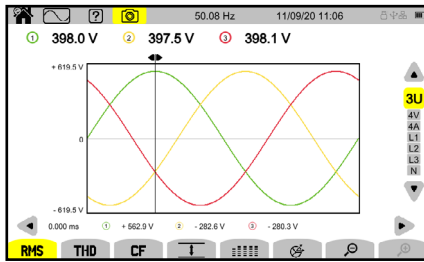 ? 50.08 Hz 11/09/20 11:06
1 398.0 V 2 397.5 V 3 398.1 V
+ 619.5 V
0
- 619.5 V
3U
4V
4A
L1
L2
L3
N
0.000 ms 1 + 562.9 V 2 - 282.6 V 3 - 280.3 V
RMS THD CF